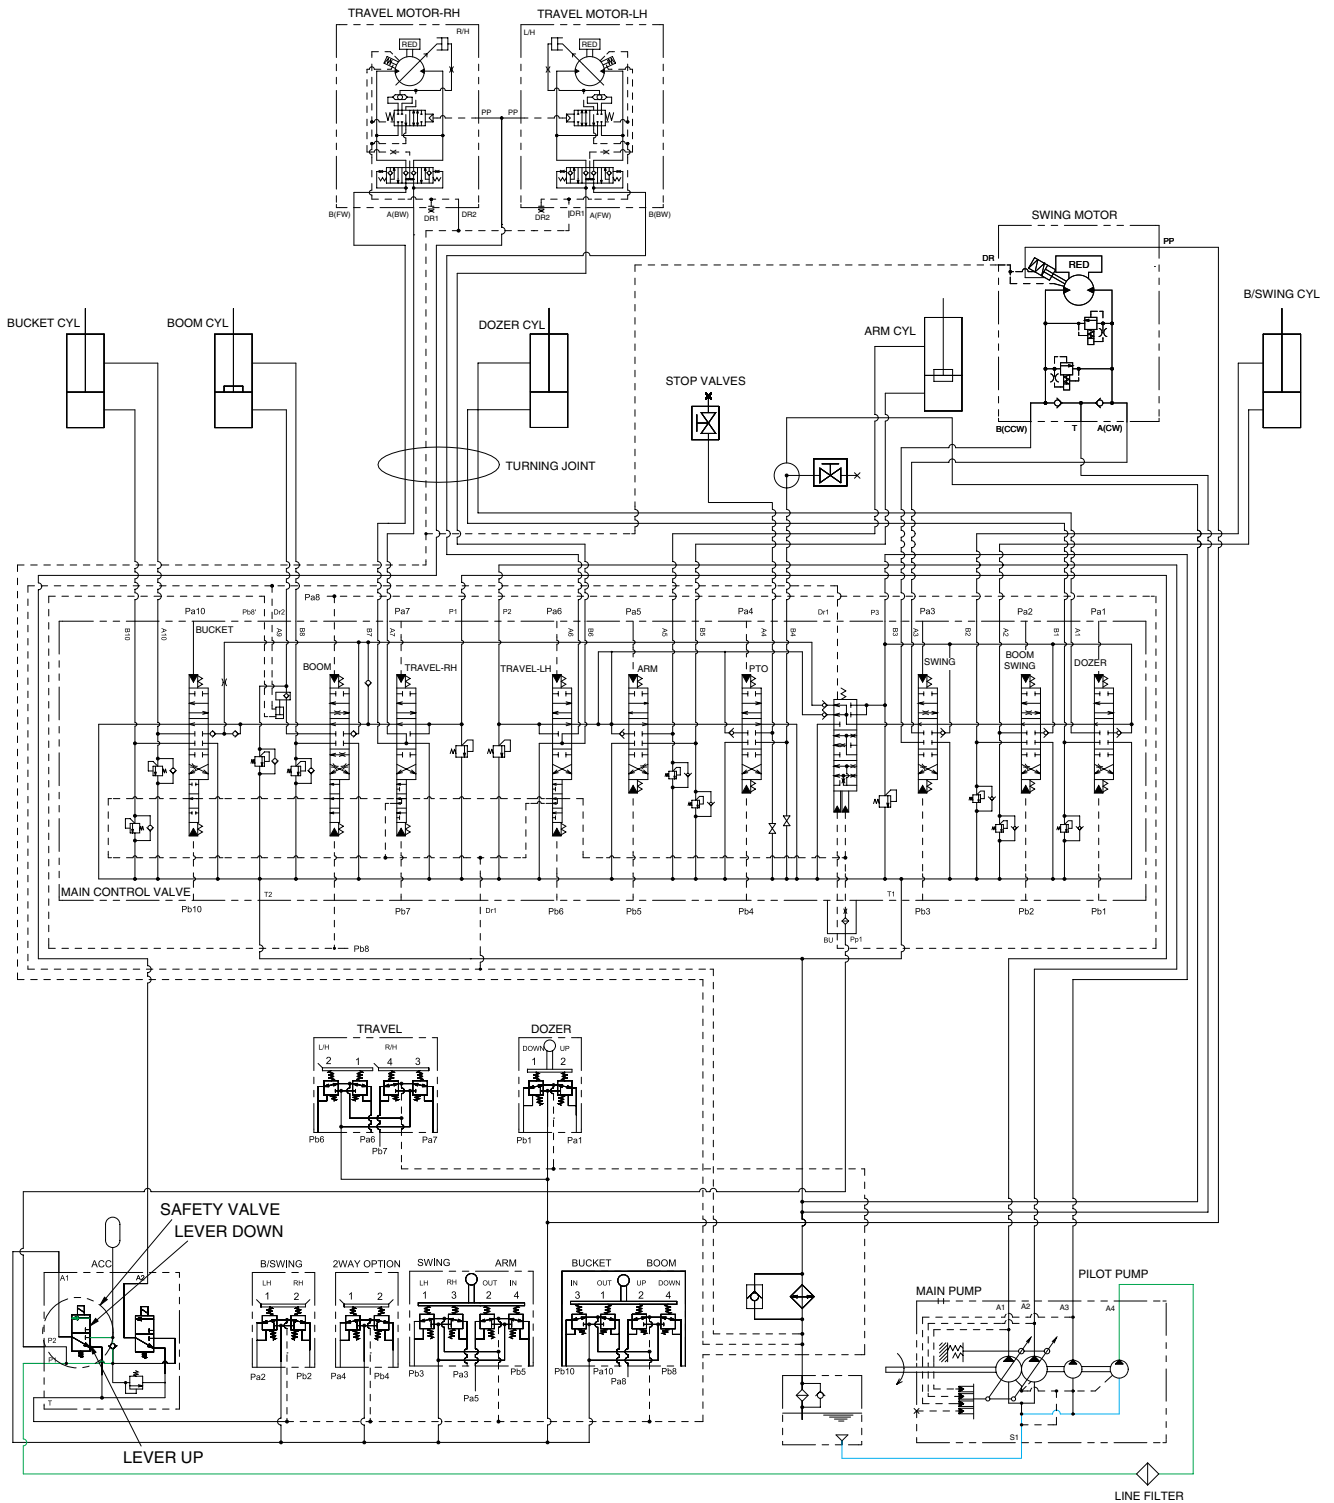 TRAVEL MOTOR-RH TRAVEL MOTOR-LH
R/H L/H
RED RED
PP PP
B(FW) A(BW) DR1 DR2 DR2 DR1 A(FW) B(BW)
SWING MOTOR
PP
DR
RED
B/SWING CYL
BUCKET CYL BOOM CYL DOZER CYL ARM CYL
STOP VALVES
B(CCW) T A(CW)
TURNING JOINT
Pa8
Pa10 Pb8' Dr2 Pa7 P1 P2 Pa6 Pa5 Pa4 Dr1 P3 Pa3 Pa2 Pa1
B10 A10 BUCKET A9 B8 B7 A7 A6 B6 A5 B5 A4 B4 B3 A3 B2 A2 B1 A1
BOOM TRAVEL-RH TRAVEL-LH ARM PTO SWING BOOM SWING DOZER
MAIN CONTROL VALVE T2 T1
Pb10 Pb7 Dr1 Pb6 Pb5 Pb4 Pb3 Pb2 Pb1
BU Pp1
Pb8
TRAVEL DOZER
L/H R/H DOWN UP
2 1 4 3 1 2
Pb6 Pa6 Pa7 Pb1 Pa1
Pb7
SAFETY VALVE
LEVER DOWN
ACC B/SWING 2WAY OPTION SWING ARM BUCKET BOOM
A1 A2 LH RH LH RH OUT IN IN OUT UP DOWN
1 2 1 2 1 3 2 4 3 1 2 4
P2
P1
Pa2 Pb2 Pa4 Pb4 Pb3 Pa3 Pb5 Pb10 Pa10 Pb8
Pa5 Pa8
T
LEVER UP
PILOT PUMP
MAIN PUMP
A1 A2 A3 A4
S1
LINE FILTER